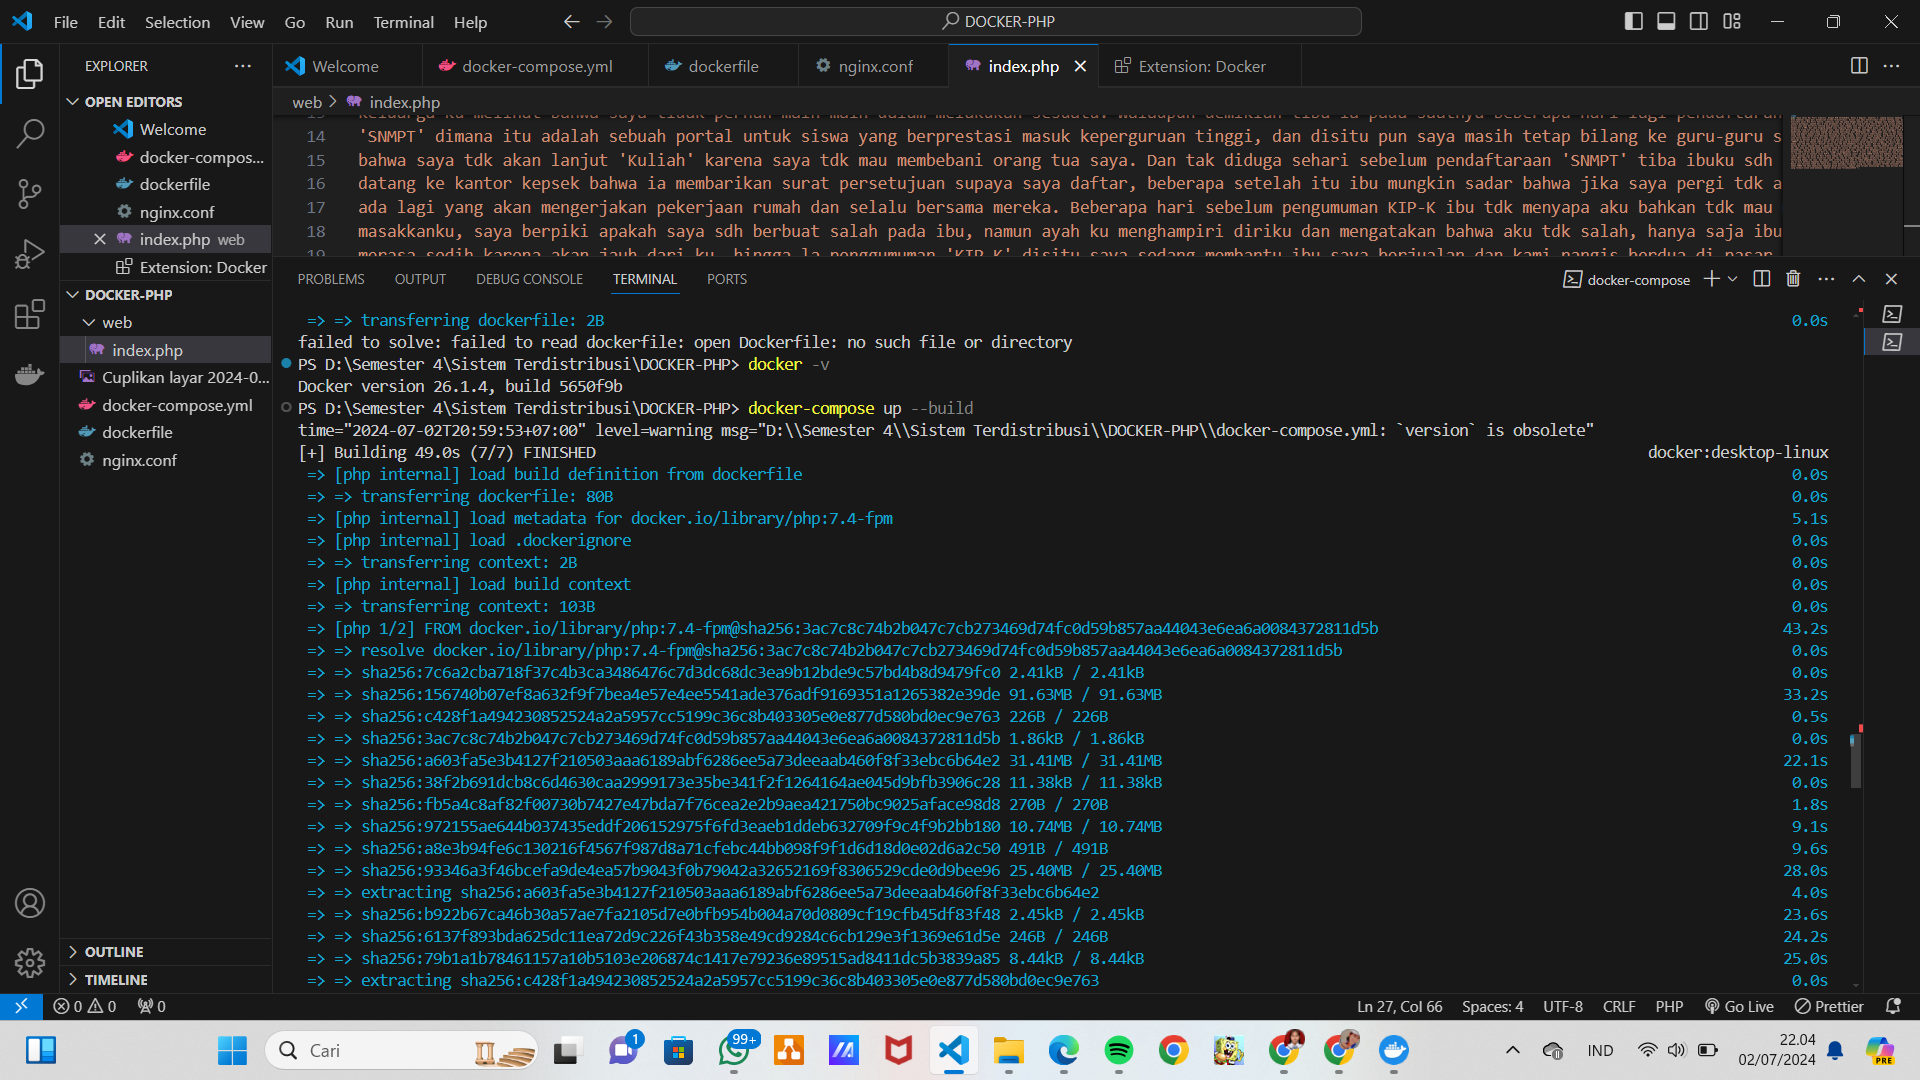 File Edit Selection View Go Run Terminal Help
DOCKER-PHP
EXPLORER
OPEN EDITORS
Welcome
docker-compos...
dockerfile
nginx.conf
index.php web
Extension: Docker
DOCKER-PHP
web
index.php
Cuplikan layar 2024-0...
docker-compose.yml
dockerfile
nginx.conf
OUTLINE
TIMELINE
Welcome docker-compose.yml dockerfile nginx.conf index.php Extension: Docker
web > index.php
14 'SNMPT' dimana itu adalah sebuah portal untuk siswa yang berprestasi masuk keperguruan tinggi, dan disitu pun saya masih tetap bilang ke guru-guru s
15 bahwa saya tdk akan lanjut 'Kuliah' karena saya tdk mau membebani orang tua saya. Dan tak diduga sehari sebelum pendaftaraan 'SNMPT' tiba ibuku sdh
16 datang ke kantor kepsek bahwa ia membarikan surat persetujuan supaya saya daftar, beberapa setelah itu ibu mungkin sadar bahwa jika saya pergi tdk a
17 ada lagi yang akan mengerjakan pekerjaan rumah dan selalu bersama mereka. Beberapa hari sebelum pengumuman KIP-K ibu tdk menyapa aku bahkan tdk mau
18 masakkanku, saya berpiki apakah saya sdh berbuat salah pada ibu, namun ayah ku menghampiri diriku dan mengatakan bahwa aku tdk salah, hanya saja ibu
PROBLEMS OUTPUT DEBUG CONSOLE TERMINAL PORTS
docker-compose
=> => transferring dockerfile: 2B 0.0s
failed to solve: failed to read dockerfile: open Dockerfile: no such file or directory
PS D:\Semester 4\Sistem Terdistribusi\DOCKER-PHP> docker -v
Docker version 26.1.4, build 5650f9b
PS D:\Semester 4\Sistem Terdistribusi\DOCKER-PHP> docker-compose up --build
time="2024-07-02T20:59:53+07:00" level=warning msg="D:\\Semester 4\\Sistem Terdistribusi\\DOCKER-PHP\\docker-compose.yml: `version` is obsolete"
[+] Building 49.0s (7/7) FINISHED docker:desktop-linux
=> [php internal] load build definition from dockerfile 0.0s
=> => transferring dockerfile: 80B 0.0s
=> [php internal] load metadata for docker.io/library/php:7.4-fpm 5.1s
=> [php internal] load .dockerignore 0.0s
=> => transferring context: 2B 0.0s
=> [php internal] load build context 0.0s
=> => transferring context: 103B 0.0s
=> [php 1/2] FROM docker.io/library/php:7.4-fpm@sha256:3ac7c8c74b2b047c7cb273469d74fc0d59b857aa44043e6ea6a0084372811d5b 43.2s
=> => resolve docker.io/library/php:7.4-fpm@sha256:3ac7c8c74b2b047c7cb273469d74fc0d59b857aa44043e6ea6a0084372811d5b 0.0s
=> => sha256:7c6a2cba718f37c4b3ca3486476c7d3dc68dc3ea9b12bde9c57bd4b8d9479fc0 2.41kB / 2.41kB 0.0s
=> => sha256:156740b07ef8a632f9f7bea4e57e4ee5541ade376adf9169351a1265382e39de 91.63MB / 91.63MB 33.2s
=> => sha256:c428f1a494230852524a2a5957cc5199c36c8b403305e0e877d580bd0ec9e763 226B / 226B 0.5s
=> => sha256:3ac7c8c74b2b047c7cb273469d74fc0d59b857aa44043e6ea6a0084372811d5b 1.86kB / 1.86kB 0.0s
=> => sha256:a603fa5e3b4127f210503aaa6189abf6286ee5a73deeaab460f8f33ebc6b64e2 31.41MB / 31.41MB 22.1s
=> => sha256:38f2b691dcb8c6d4630caa2999173e35be341f2f1264164ae045d9bfb3906c28 11.38kB / 11.38kB 0.0s
=> => sha256:fb5a4c8af82f00730b7427e47bda7f76cea2e2b9aea421750bc9025aface98d8 270B / 270B 1.8s
=> => sha256:972155ae644b037435eddf206152975f6fd3eaeb1ddeb632709f9c4f9b2bb180 10.74MB / 10.74MB 9.1s
=> => sha256:a8e3b94fe6c130216f4567f987d8a71cfebc44bb098f9f1d6d18d0e02d6a2c50 491B / 491B 9.6s
=> => sha256:93346a3f46bcefa9de4ea57b9043f0b79042a32652169f8306529cde0d9bee96 25.40MB / 25.40MB 28.0s
=> => extracting sha256:a603fa5e3b4127f210503aaa6189abf6286ee5a73deeaab460f8f33ebc6b64e2 4.0s
=> => sha256:b922b67ca46b30a57ae7fa2105d7e0bfb954b004a70d0809cf19cfb45df83f48 2.45kB / 2.45kB 23.6s
=> => sha256:6137f893bda625dc11ea72d9c226f43b358e49cd9284c6cb129e3f1369e61d5e 246B / 246B 24.2s
=> => sha256:79b1a1b78461157a10b5103e206874c1417e79236e89515ad8411dc5b3839a85 8.44kB / 8.44kB 25.0s
=> => extracting sha256:c428f1a494230852524a2a5957cc5199c36c8b403305e0e877d580bd0ec9e763 0.0s
0 0 0 Ln 27, Col 66 Spaces: 4 UTF-8 CRLF PHP Go Live Prettier
Cari 1 99+ IND 22.04
02/07/2024
PRE